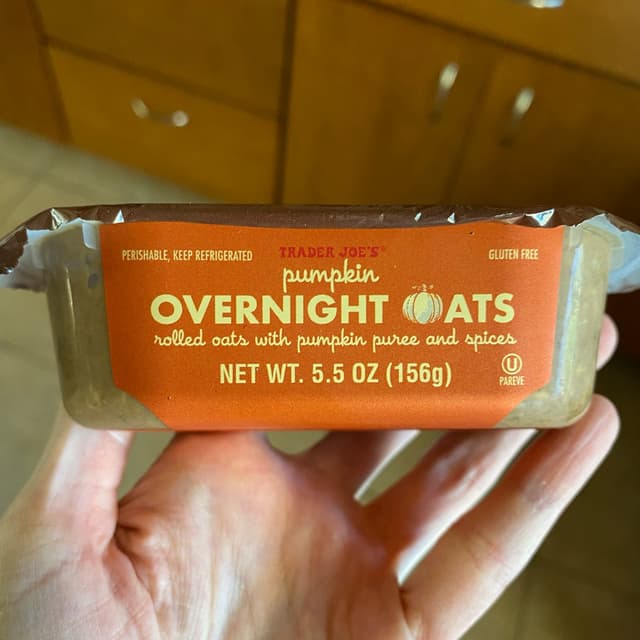 PERISHABLE, KEEP REFRIGERATED
TRADER JOE'S®
GLUTEN FREE
pumpkin
OVERNIGHT OATS
rolled oats with pumpkin puree and spices
NET WT. 5.5 OZ (156g)
U
PAREVE